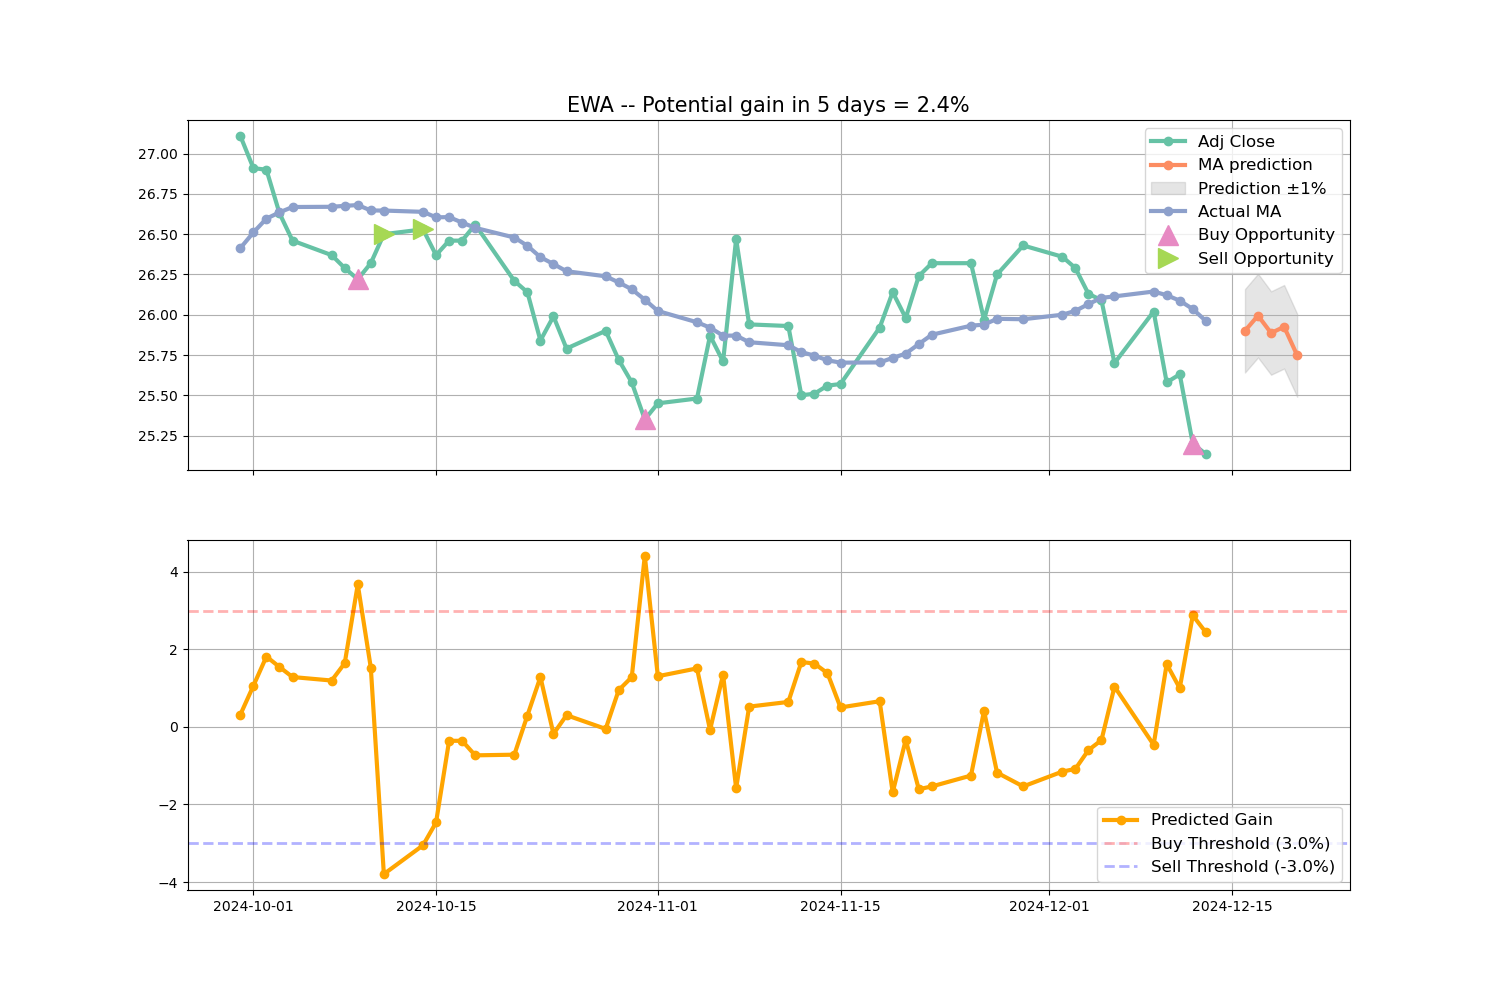 EWA -- Potential gain in 5 days = 2.4%
27.00
26.75
26.50
26.25
26.00
25.75
25.50
25.25
Adj Close
MA prediction
Prediction ±1%
Actual MA
Buy Opportunity
Sell Opportunity
4
2
0
−2
−4
Predicted Gain
Buy Threshold (3.0%)
Sell Threshold (-3.0%)
2024-10-01
2024-10-15
2024-11-01
2024-11-15
2024-12-01
2024-12-15